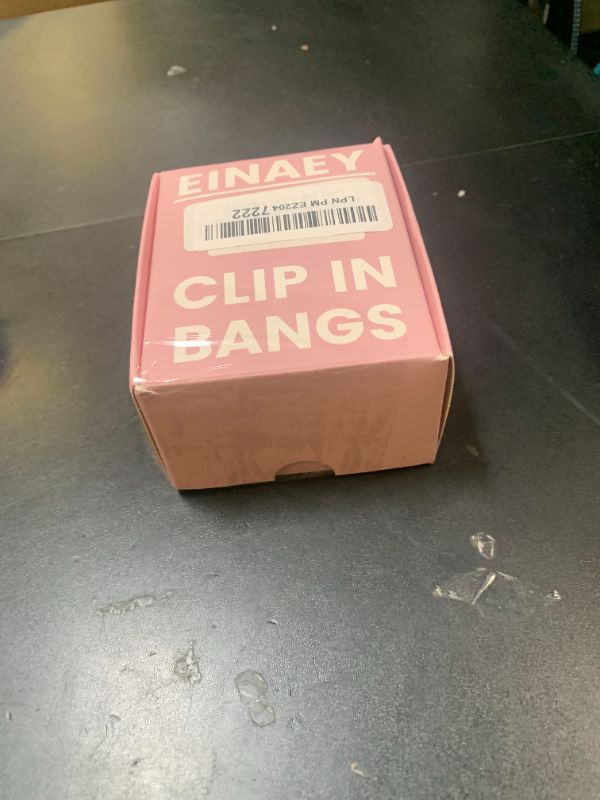 EINAEY
LPN PM EZ204 7222
CLIP IN
BANGS